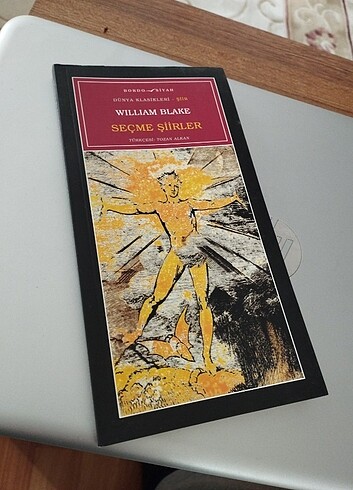 BORDO SİYAH
DÜNYA KLASİKLERİ - ŞİİR
WILLIAM BLAKE
SEÇME ŞİİRLER
TÜRKÇESİ: TOZAN ALKAN